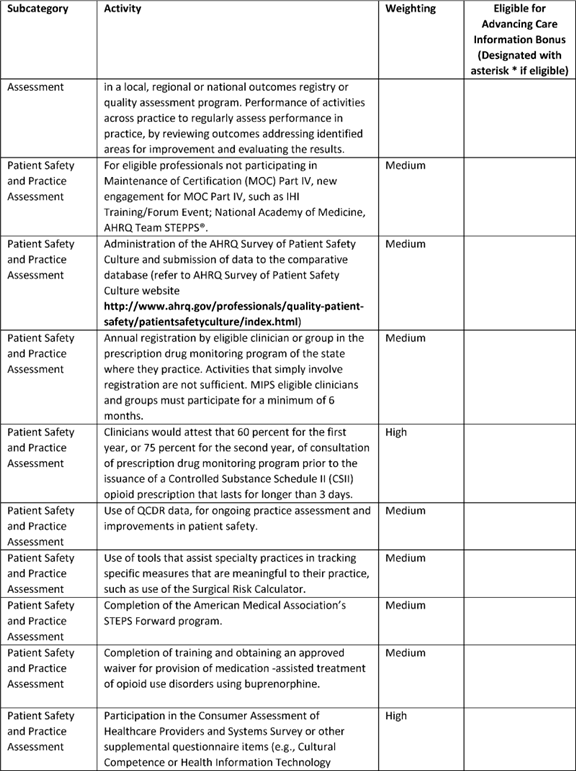 Subcategory Activity Weighting Eligible for
Advancing Care
Information Bonus
(Designated with
asterisk * if eligible)
Assessment in a local, regional or national outcomes registry or
quality assessment program. Performance of activities
across practice to regularly assess performance in
practice, by reviewing outcomes addressing identified
areas for improvement and evaluating the results.
Patient Safety For eligible professionals not participating in Medium
and Practice Maintenance of Certification (MOC) Part IV, new
Assessment engagement for MOC Part IV, such as IHI
Training/Forum Event; National Academy of Medicine,
AHRQ Team STEPPS®.
Patient Safety Administration of the AHRQ Survey of Patient Safety Medium
and Practice Culture and submission of data to the comparative
Assessment database (refer to AHRQ Survey of Patient Safety
Culture website
http://www.ahrq.gov/professionals/quality-patient-
safety/patientsafetyculture/index.html)
Patient Safety Annual registration by eligible clinician or group in the Medium
and Practice prescription drug monitoring program of the state
Assessment where they practice. Activities that simply involve
registration are not sufficient. MIPS eligible clinicians
and groups must participate for a minimum of 6
months.
Patient Safety Clinicians would attest that 60 percent for the first High
and Practice year, or 75 percent for the second year, of consultation
Assessment of prescription drug monitoring program prior to the
issuance of a Controlled Substance Schedule II (CSII)
opioid prescription that lasts for longer than 3 days.
Patient Safety Use of QCDR data, for ongoing practice assessment and Medium
and Practice improvements in patient safety.
Assessment
Patient Safety Use of tools that assist specialty practices in tracking Medium
and Practice specific measures that are meaningful to their practice,
Assessment such as use of the Surgical Risk Calculator.
Patient Safety Completion of the American Medical Association's Medium
and Practice STEPS Forward program.
Assessment
Patient Safety Completion of training and obtaining an approved Medium
and Practice waiver for provision of medication -assisted treatment
Assessment of opioid use disorders using buprenorphine.
Patient Safety Participation in the Consumer Assessment of High
and Practice Healthcare Providers and Systems Survey or other
Assessment supplemental questionnaire items (e.g., Cultural
Competence or Health Information Technology